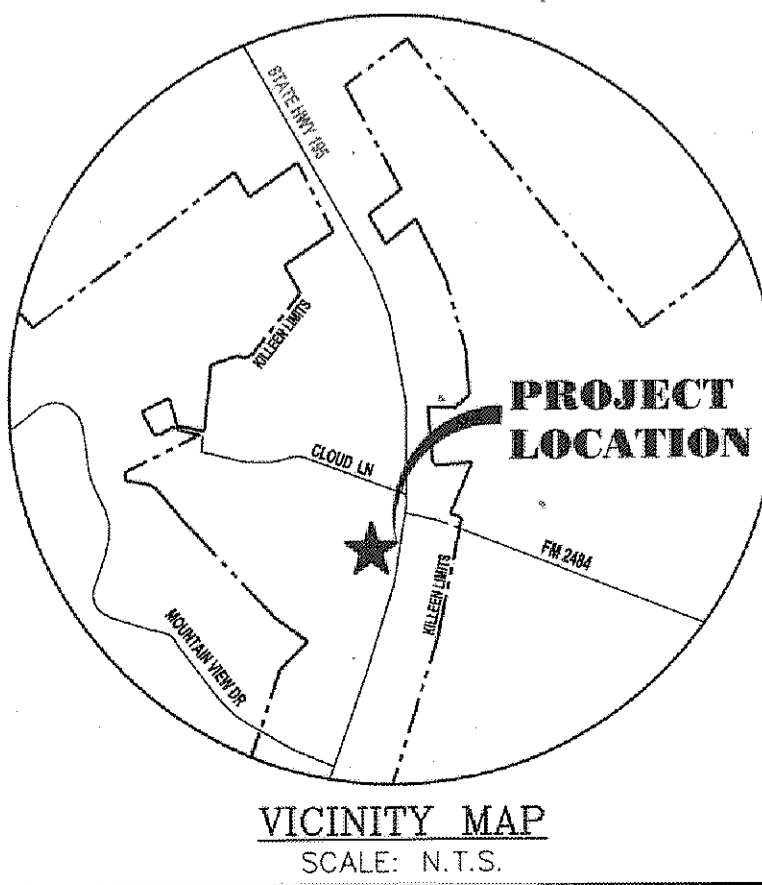 STATE HWY 195
KILLEEN LIMITS
PROJECT
LOCATION
CLOUD LN
FM 2484
KILLEEN LIMITS
MOUNTAIN VIEW DR
VICINITY MAP
SCALE: N.T.S.